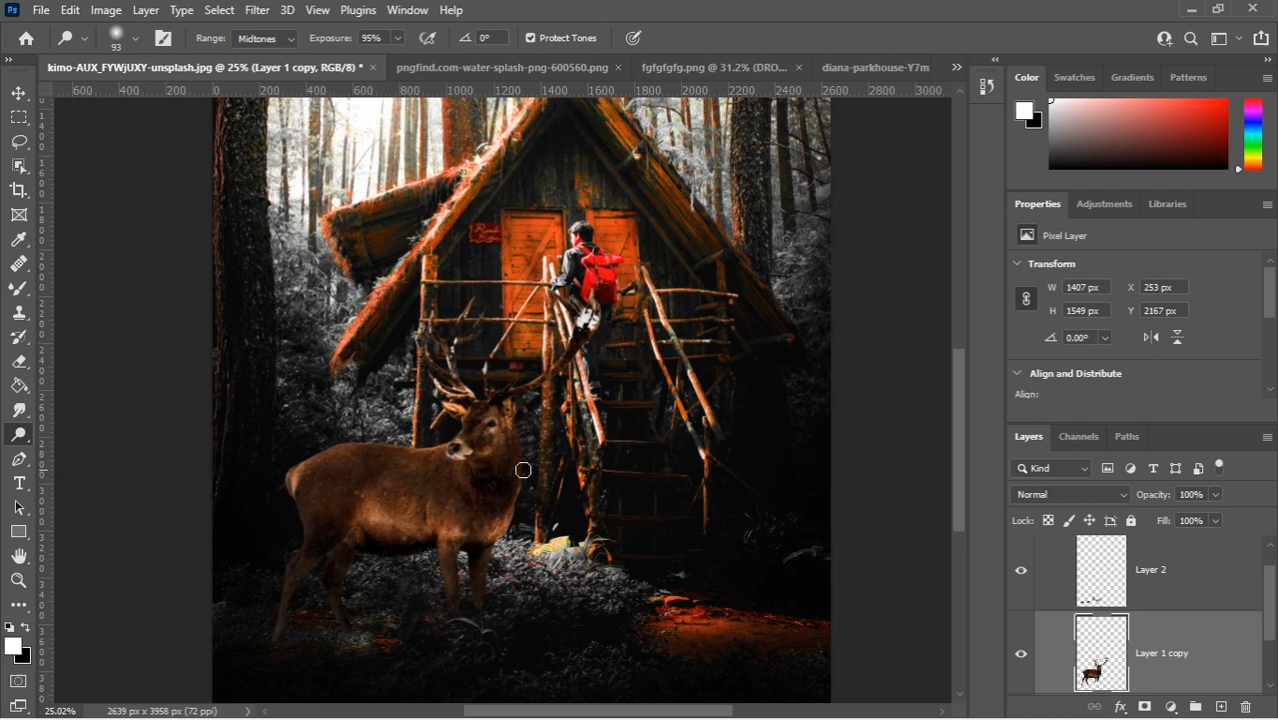 Ps File Edit Image Layer Type Select Filter 3D View Plugins Window Help
93 Range: Midtones Exposure: 95% 0° Protect Tones
kimo-AUX_FYWjUXY-unsplash.jpg @ 25% (Layer 1 copy, RGB/8) * × pngfind.com-water-splash-png-600560.png × fgfgfgfg.png @ 31.2% (DRO... × diana-parkhouse-Y7m
600 400 200 0 200 400 600 800 1000 1200 1400 1600 1800 2000 2200 2400 2600 2800 3000
Color Swatches Gradients Patterns
Properties Adjustments Libraries
Pixel Layer
Transform
W 1407 px X 253 px
H 1549 px Y 2167 px
0.00°
Align and Distribute
Align:
Layers Channels Paths
Kind
Normal Opacity: 100%
Lock: Fill: 100%
Layer 2
Layer 1 copy
25.02% 2639 px x 3958 px (72 ppi)